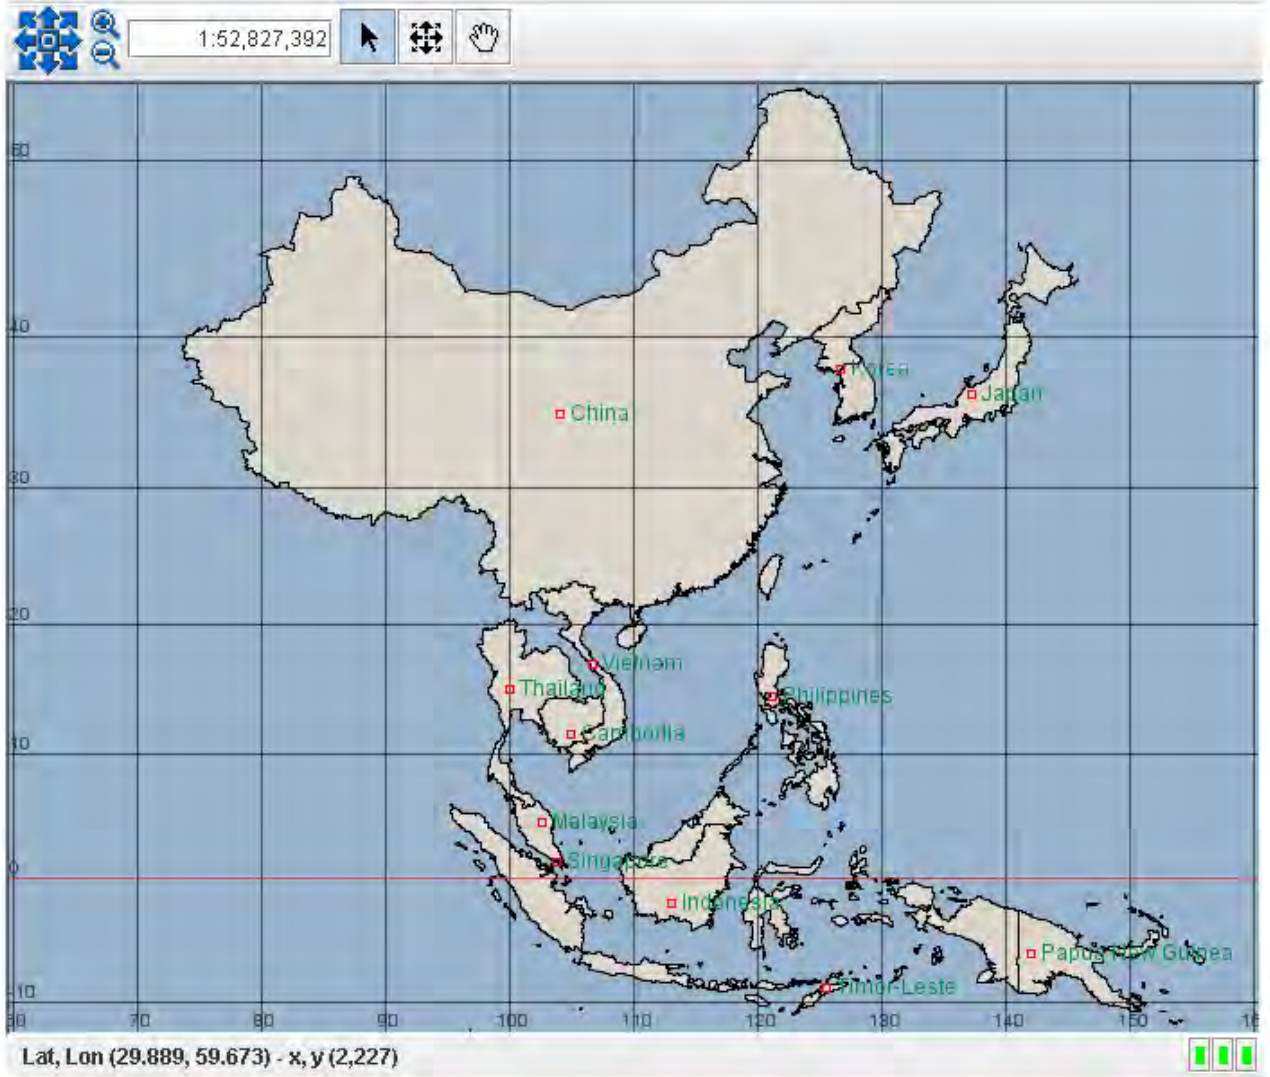 1:52,827,392
50
40
Korea
Japan
China
30
20
Vietnam
Thailand
Philippines
Cambodia
10
Malaysia
Singapore
0
Indonesia
Papua New Guinea
Timor-Leste
-10
60 70 80 90 100 110 120 130 140 150 16
Lat, Lon (29.889, 59.673) - x, y (2,227)